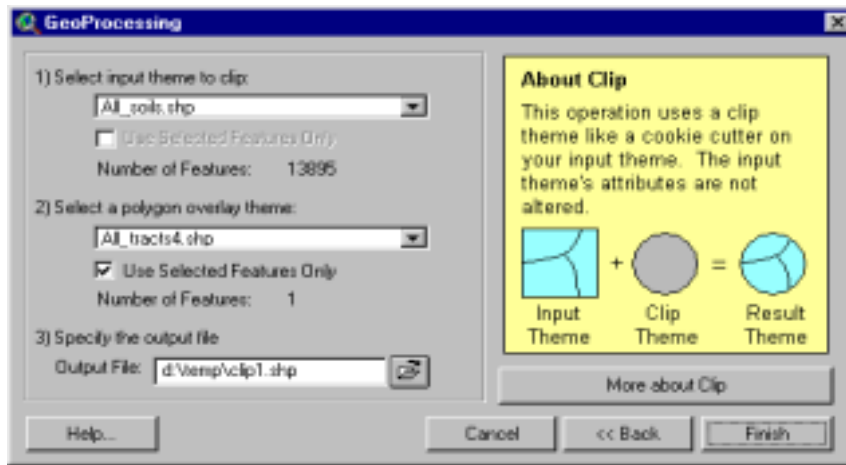 GeoProcessing
1) Select input theme to clip:
All_soils.shp
Use Selected Features Only
Number of Features: 13895
2) Select a polygon overlay theme:
All_tracts4.shp
Use Selected Features Only
Number of Features: 1
3) Specify the output file
Output File: d:\temp\clip1.shp
About Clip
This operation uses a clip
theme like a cookie cutter on
your input theme. The input
theme's attributes are not
altered.
+ =
Input Clip Result
Theme Theme Theme
More about Clip
Help... Cancel << Back Finish